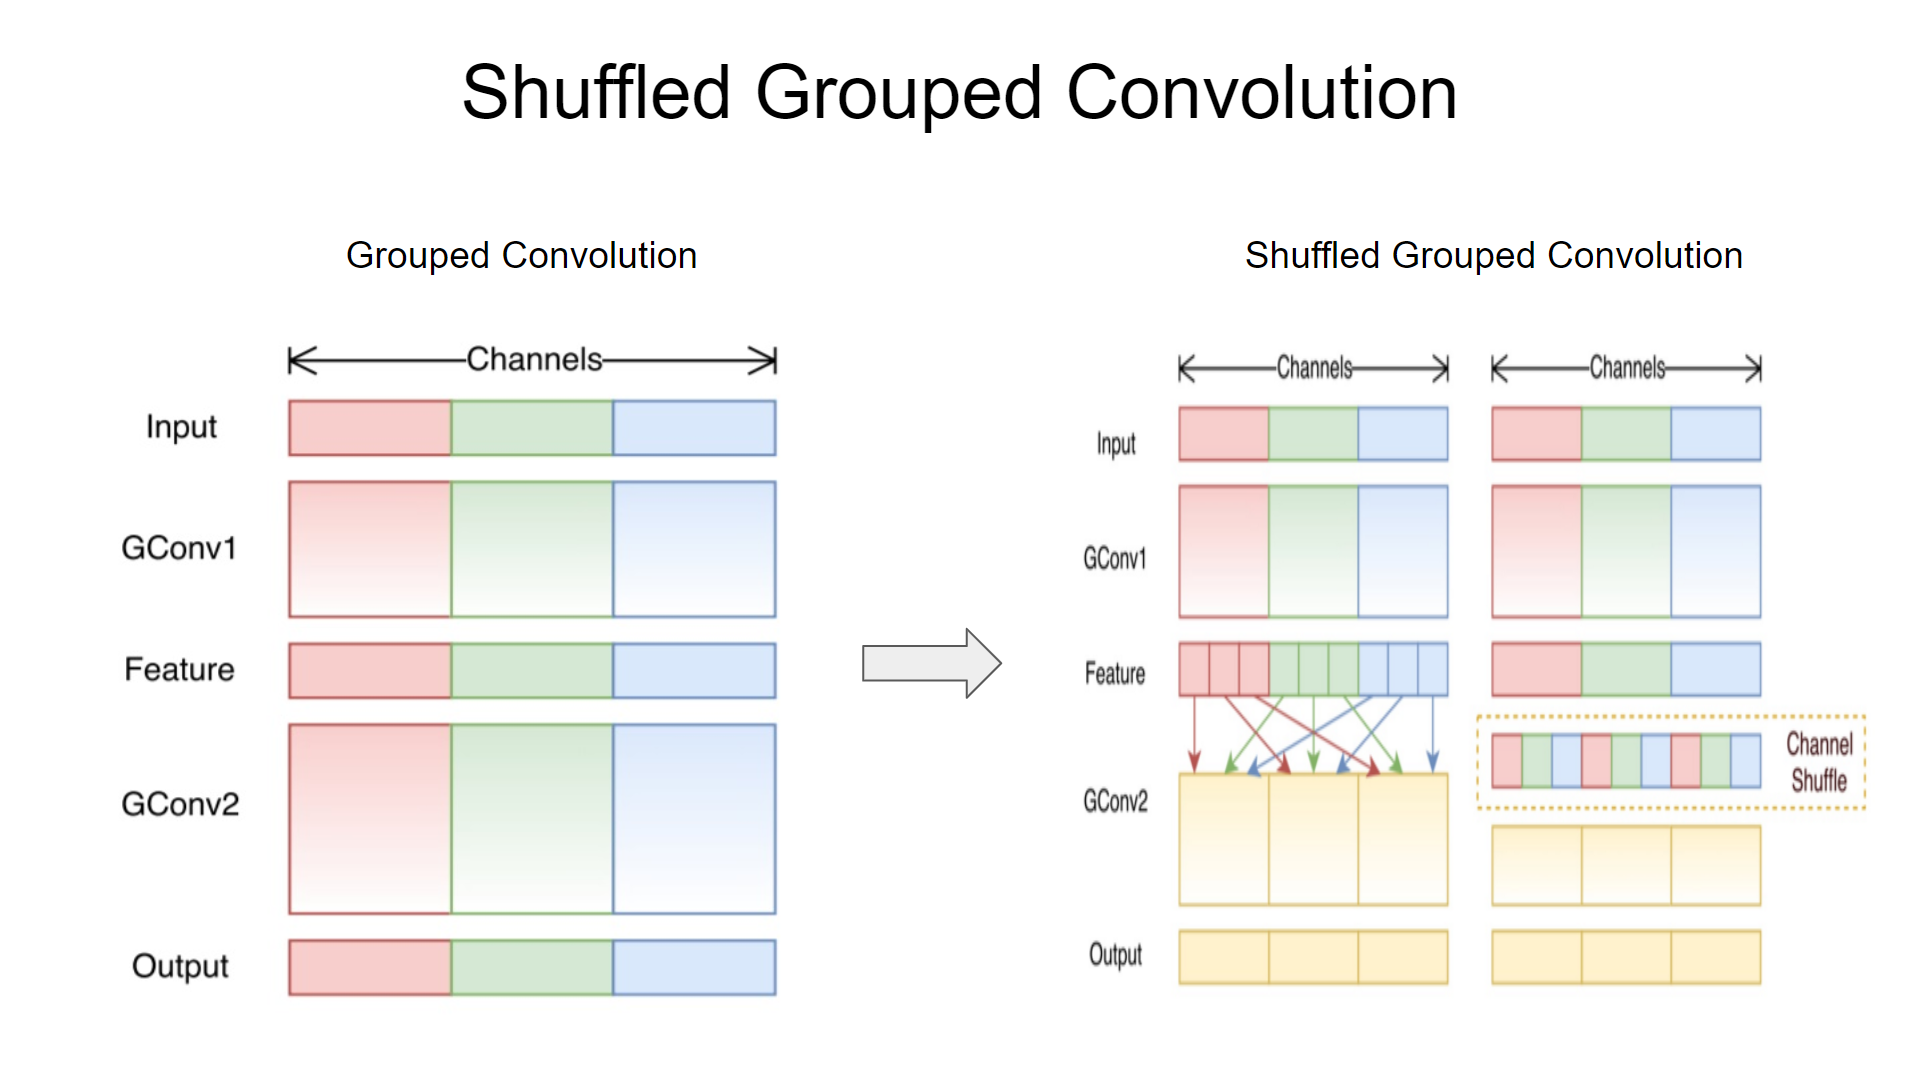 Shuffled Grouped Convolution
Grouped Convolution
Channels
Input
GConv1
Feature
GConv2
Output
Shuffled Grouped Convolution
Channels
Channels
Input
GConv1
Feature
Channel
Shuffle
GConv2
Output